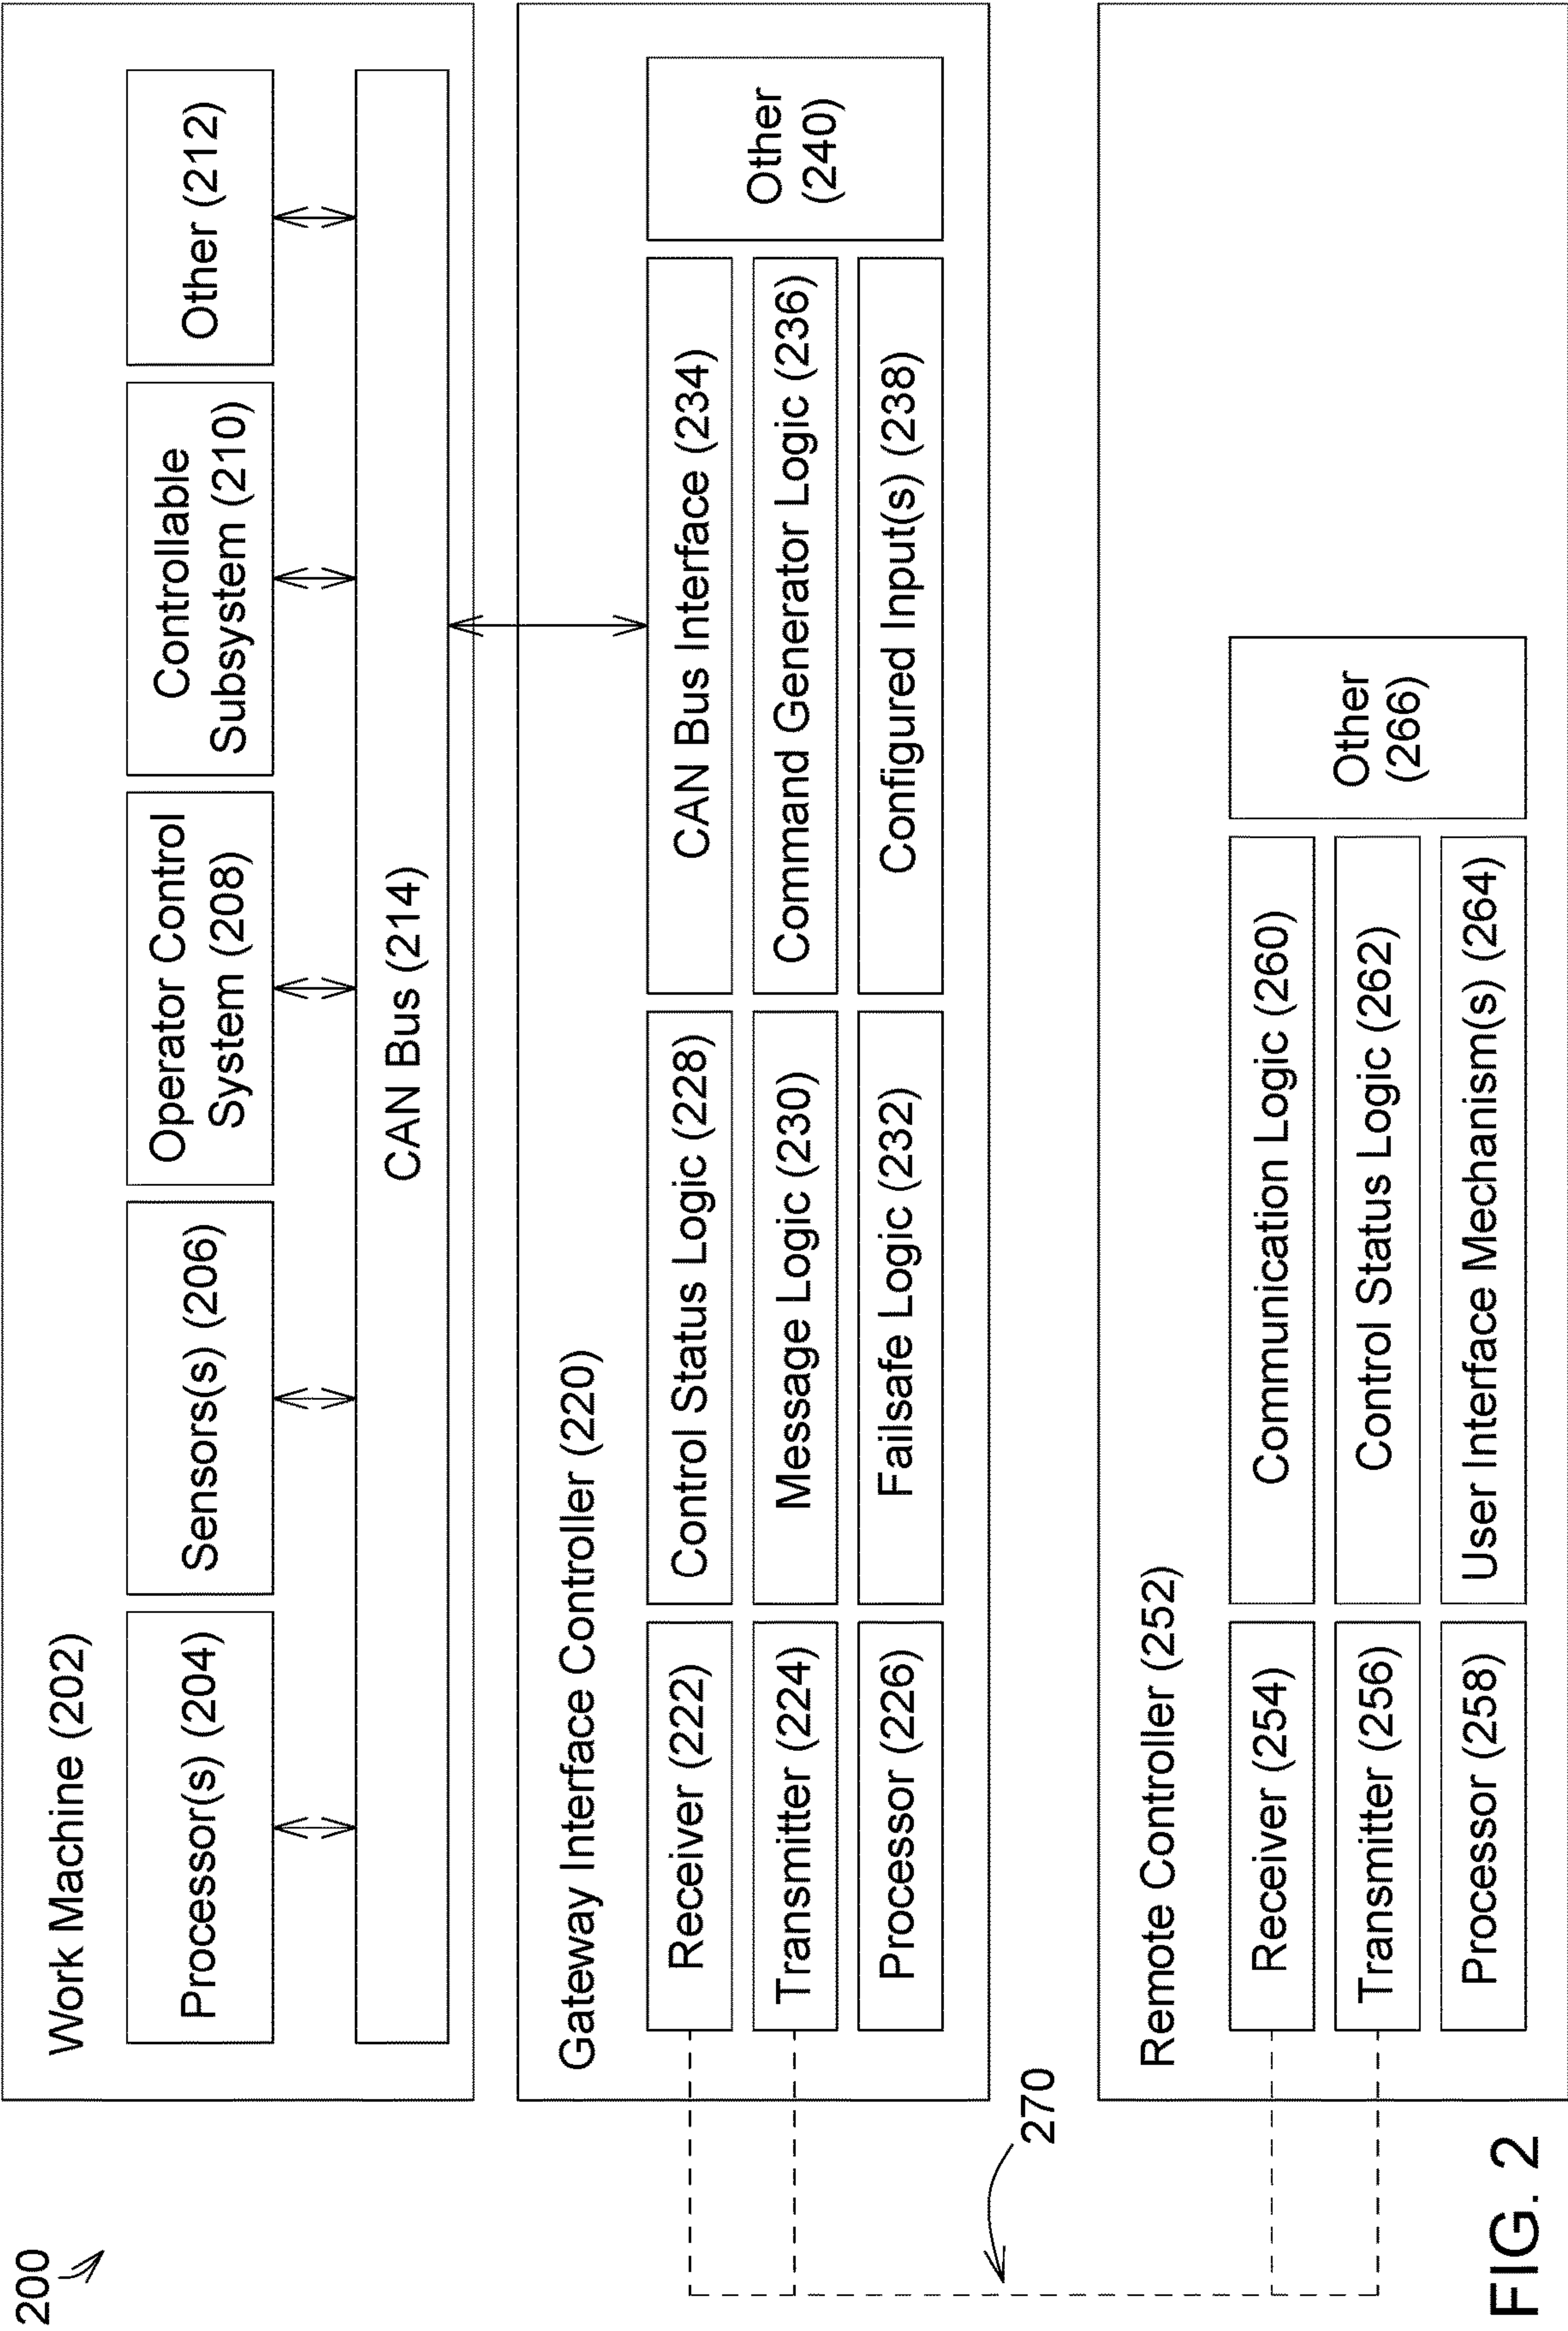 200
Work Machine (202)
Processor(s) (204)
Sensors(s) (206)
Operator Control
System (208)
Controllable
Subsystem (210)
Other (212)
CAN Bus (214)
Gateway Interface Controller (220)
Receiver (222)
Control Status Logic (228)
CAN Bus Interface (234)
Transmitter (224)
Message Logic (230)
Command Generator Logic (236)
Processor (226)
Failsafe Logic (232)
Configured Input(s) (238)
Other
(240)
270
Remote Controller (252)
Receiver (254)
Communication Logic (260)
Transmitter (256)
Control Status Logic (262)
Processor (258)
User Interface Mechanism(s) (264)
Other
(266)
FIG. 2